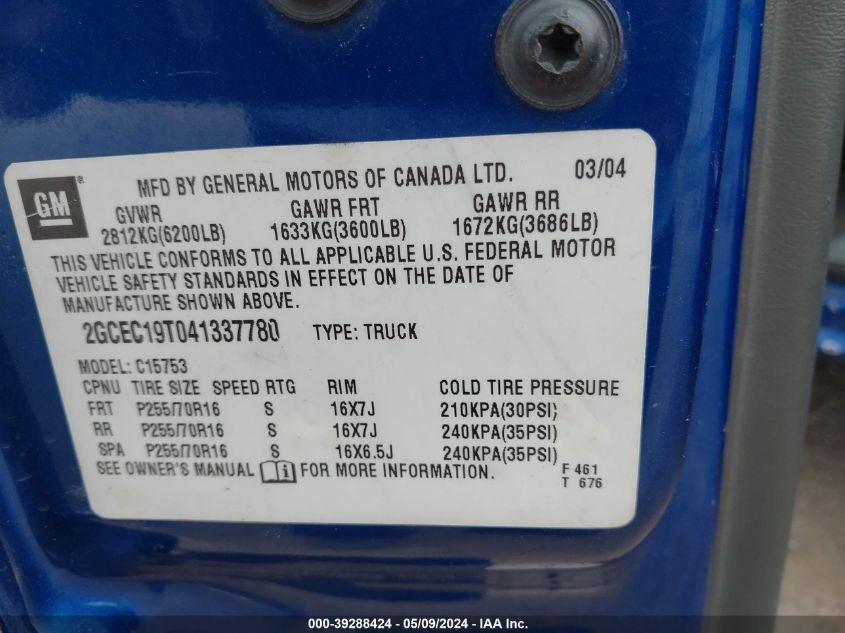 GM
MFD BY GENERAL MOTORS OF CANADA LTD. 03/04
GVWR GAWR FRT GAWR RR
2812KG(6200LB) 1633KG(3600LB) 1672KG(3686LB)
THIS VEHICLE CONFORMS TO ALL APPLICABLE U.S. FEDERAL MOTOR
VEHICLE SAFETY STANDARDS IN EFFECT ON THE DATE OF
MANUFACTURE SHOWN ABOVE.
2GCEC19T041337780 TYPE: TRUCK
MODEL: C15753
CPNU TIRE SIZE SPEED RTG RIM COLD TIRE PRESSURE
FRT P255/70R16 S 16X7J 210KPA(30PSI)
RR P255/70R16 S 16X7J 240KPA(35PSI)
SPA P255/70R16 S 16X6.5J 240KPA(35PSI)
SEE OWNER'S MANUAL FOR MORE INFORMATION.
F 461
T 676
000-39288424 - 05/09/2024 - IAA Inc.